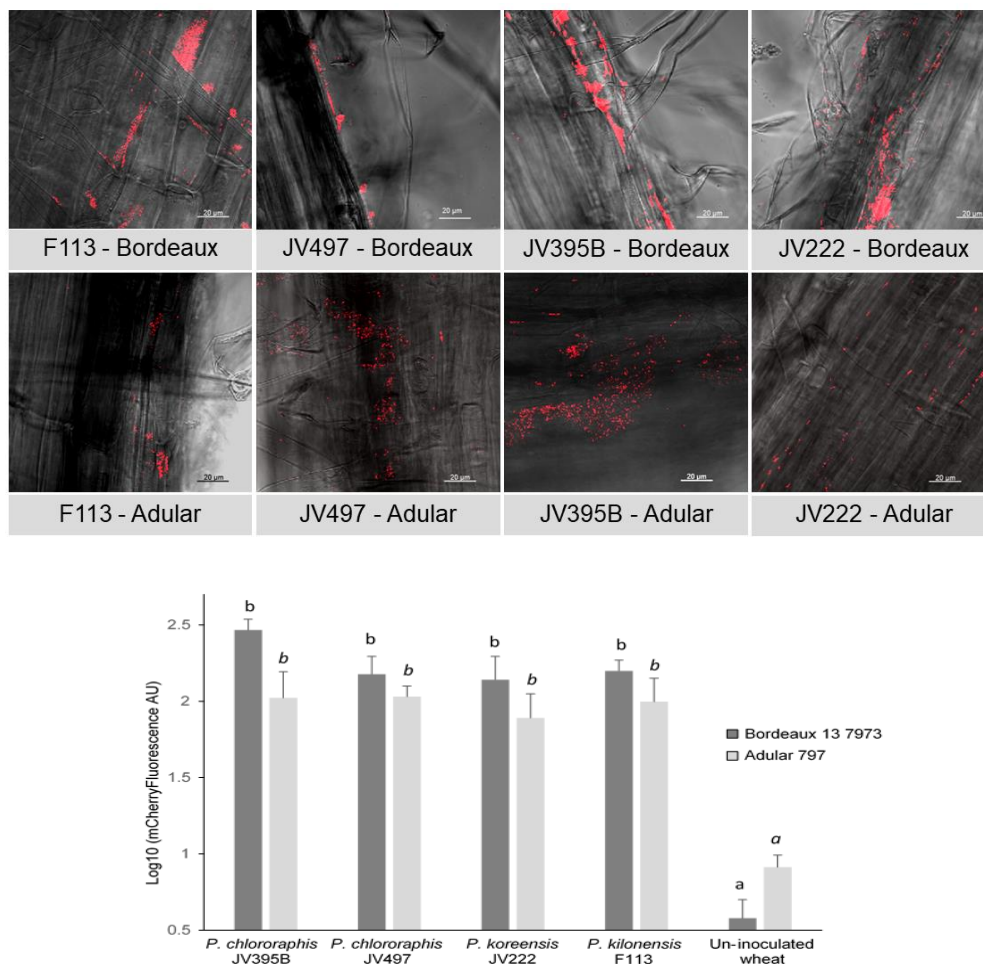 20 µm
20 µm
20 µm
20 µm
F113 - Bordeaux
JV497 - Bordeaux
JV395B - Bordeaux
JV222 - Bordeaux
20 µm
20 µm
20 µm
20 µm
F113 - Adular
JV497 - Adular
JV395B - Adular
JV222 - Adular
Log10 (mCherryFluorescence AU)
2.5
2
1.5
1
0.5
b
b
b
b
b
b
b
b
a
a
Bordeaux 13 7973
Adular 797
P. chlororaphis
JV395B
P. chlororaphis
JV497
P. koreensis
JV222
P. kilonensis
F113
Un-inoculated
wheat